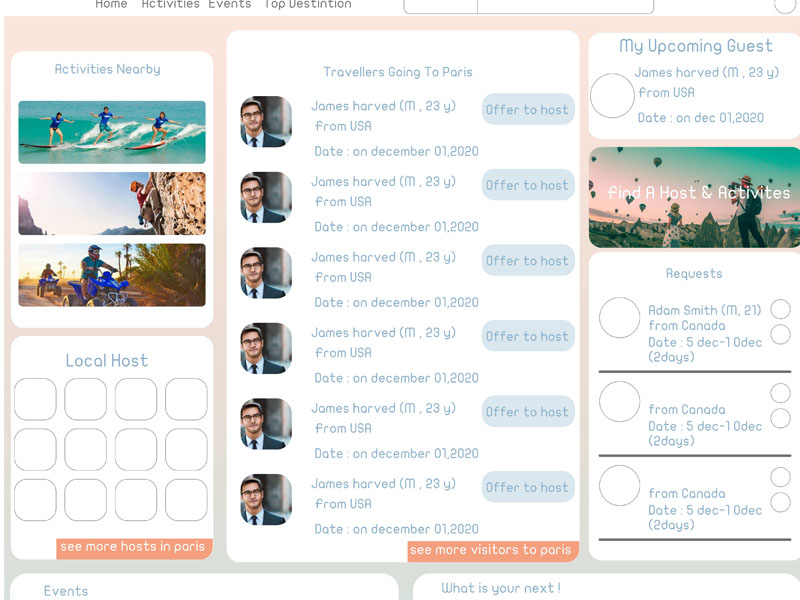 Home Activities Events Top Destintion
Activities Nearby
Local Host
see more hosts in paris
Travellers Going To Paris
James harved (M , 23 y)
from USA
Date : on december 01,2020
Offer to host
James harved (M , 23 y)
from USA
Date : on december 01,2020
Offer to host
James harved (M , 23 y)
from USA
Date : on december 01,2020
Offer to host
James harved (M , 23 y)
from USA
Date : on december 01,2020
Offer to host
James harved (M , 23 y)
from USA
Date : on december 01,2020
Offer to host
James harved (M , 23 y)
from USA
Date : on december 01,2020
Offer to host
see more visitors to paris
My Upcoming Guest
James harved (M , 23 y)
from USA
Date : on dec 01,2020
Find A Host & Activites
Requests
Adam Smith (M, 21)
from Canada
Date : 5 dec-10dec
(2days)
from Canada
Date : 5 dec-10dec
(2days)
from Canada
Date : 5 dec-10dec
(2days)
Events
What is your next !